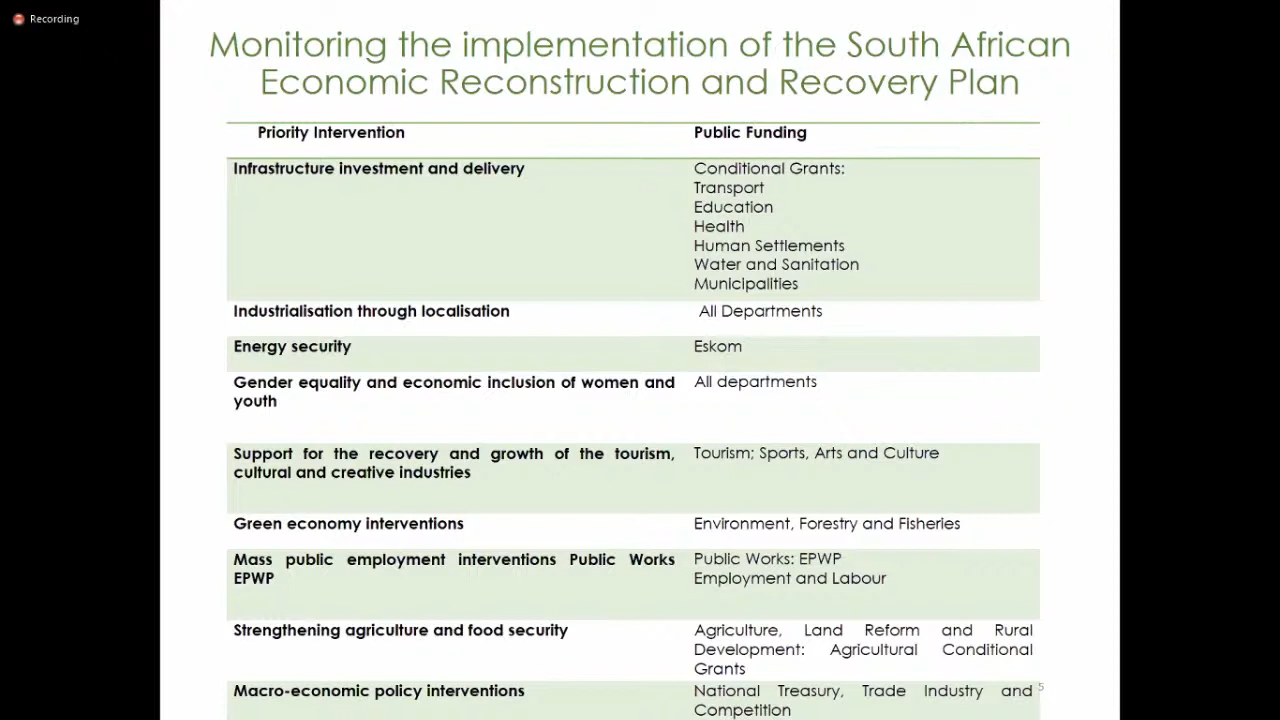 Recording
Monitoring the implementation of the South African
Economic Reconstruction and Recovery Plan
Priority Intervention Public Funding
Infrastructure investment and delivery Conditional Grants:
Transport
Education
Health
Human Settlements
Water and Sanitation
Municipalities
Industrialisation through localisation All Departments
Energy security Eskom
Gender equality and economic inclusion of women and All departments
youth
Support for the recovery and growth of the tourism, Tourism; Sports, Arts and Culture
cultural and creative industries
Green economy interventions Environment, Forestry and Fisheries
Mass public employment interventions Public Works Public Works: EPWP
EPWP Employment and Labour
Strengthening agriculture and food security Agriculture, Land Reform and Rural
Development: Agricultural Conditional
Grants
Macro-economic policy interventions National Treasury, Trade Industry and 5
Competition